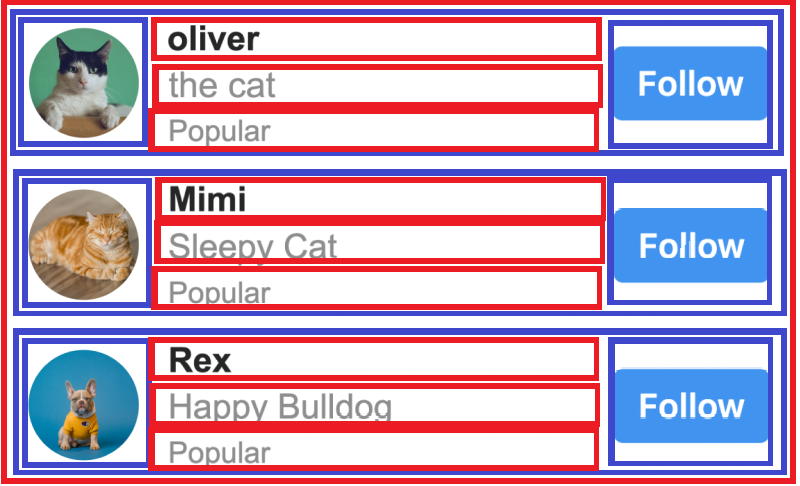 oliver
the cat
Popular
Follow
Mimi
Sleepy Cat
Popular
Follow
Rex
Happy Bulldog
Popular
Follow